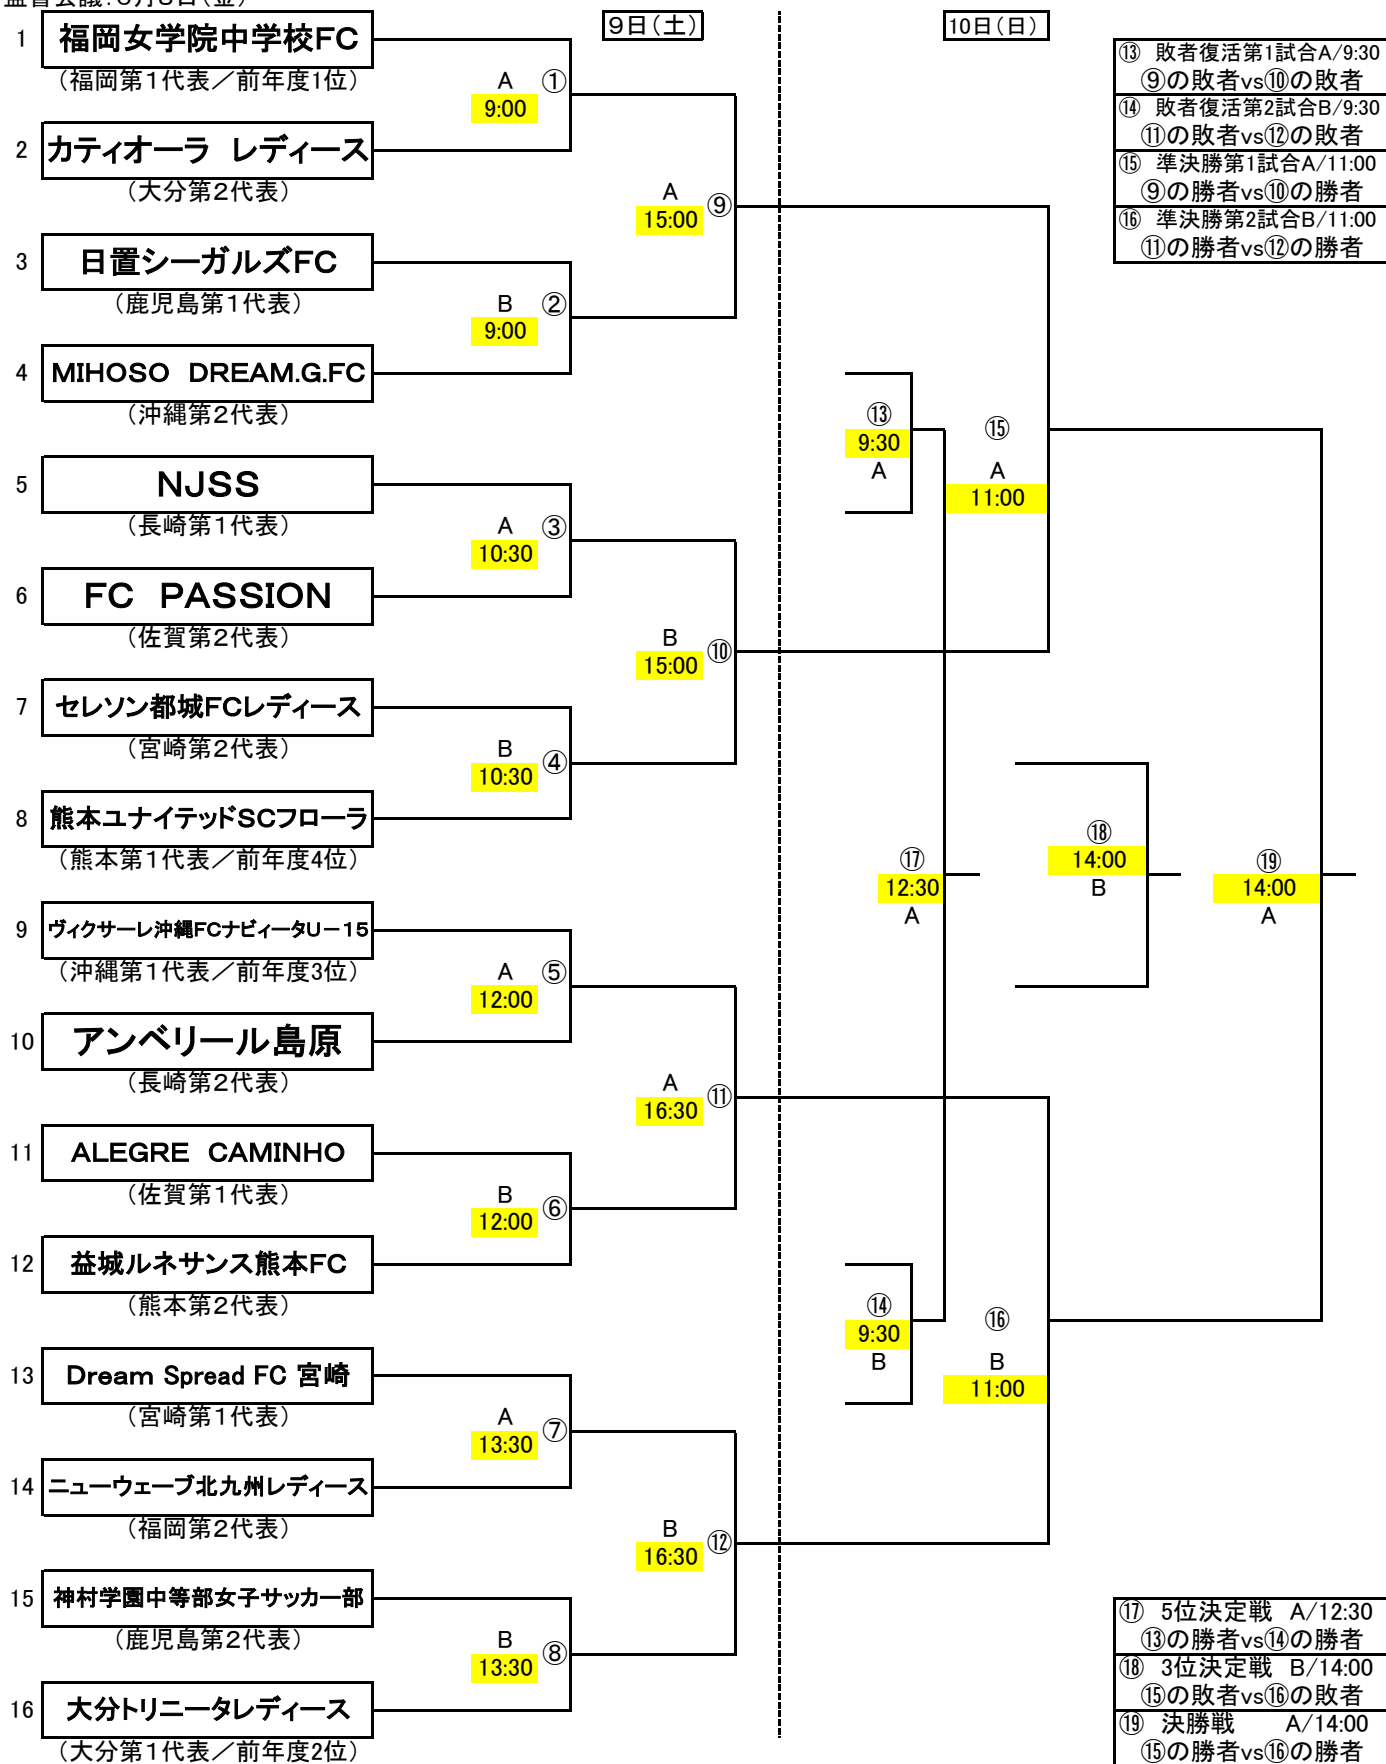 9日(土)
10日(日)
1 福岡女学院中学校FC
(福岡第1代表／前年度1位)
A ①
9:00
2 カティオーラ レディース
(大分第2代表)
A ⑨
15:00
3 日置シーガルズFC
(鹿児島第1代表)
B ②
9:00
4 MIHOSO DREAM.G.FC
(沖縄第2代表)
5 NJSS
(長崎第1代表)
A ③
10:30
6 FC PASSION
(佐賀第2代表)
B ⑩
15:00
7 セレソン都城FCレディース
(宮崎第2代表)
B ④
10:30
8 熊本ユナイテッドSCフローラ
(熊本第1代表／前年度4位)
9 ヴィクサーレ沖縄FCナビィータU－15
(沖縄第1代表／前年度3位)
A ⑤
12:00
10 アンベリール島原
(長崎第2代表)
A ⑪
16:30
11 ALEGRE CAMINHO
(佐賀第1代表)
B ⑥
12:00
12 益城ルネサンス熊本FC
(熊本第2代表)
13 Dream Spread FC 宮崎
(宮崎第1代表)
A ⑦
13:30
14 ニューウェーブ北九州レディース
(福岡第2代表)
B ⑫
16:30
15 神村学園中等部女子サッカー部
(鹿児島第2代表)
B ⑧
13:30
16 大分トリニータレディース
(大分第1代表／前年度2位)
⑬
9:30
A
⑮
A
11:00
⑰
12:30
A
⑱
14:00
B
⑲
14:00
A
⑭
9:30
B
⑯
B
11:00
⑬ 敗者復活第1試合A/9:30
⑨の敗者vs⑩の敗者
⑭ 敗者復活第2試合B/9:30
⑪の敗者vs⑫の敗者
⑮ 準決勝第1試合A/11:00
⑨の勝者vs⑩の勝者
⑯ 準決勝第2試合B/11:00
⑪の勝者vs⑫の勝者
⑰ 5位決定戦 A/12:30
⑬の勝者vs⑭の勝者
⑱ 3位決定戦 B/14:00
⑮の敗者vs⑯の敗者
⑲ 決勝戦 A/14:00
⑮の勝者vs⑯の勝者